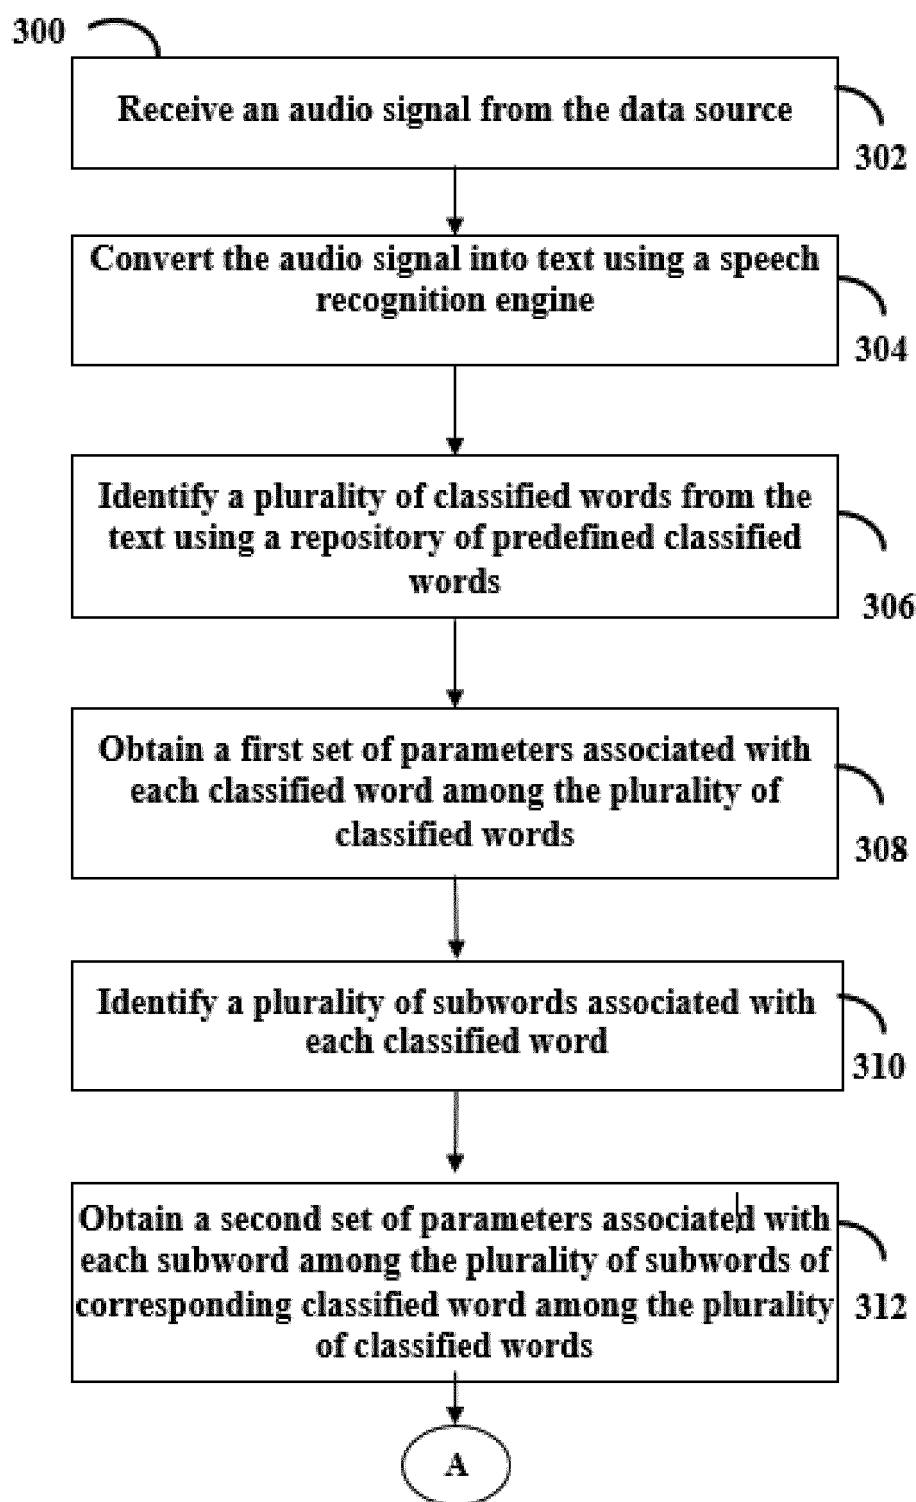 300
Receive an audio signal from the data source
302
Convert the audio signal into text using a speech
recognition engine
304
Identify a plurality of classified words from the
text using a repository of predefined classified
words
306
Obtain a first set of parameters associated with
each classified word among the plurality of
classified words
308
Identify a plurality of subwords associated with
each classified word
310
Obtain a second set of parameters associated with
each subword among the plurality of subwords of
corresponding classified word among the plurality
of classified words
312
A